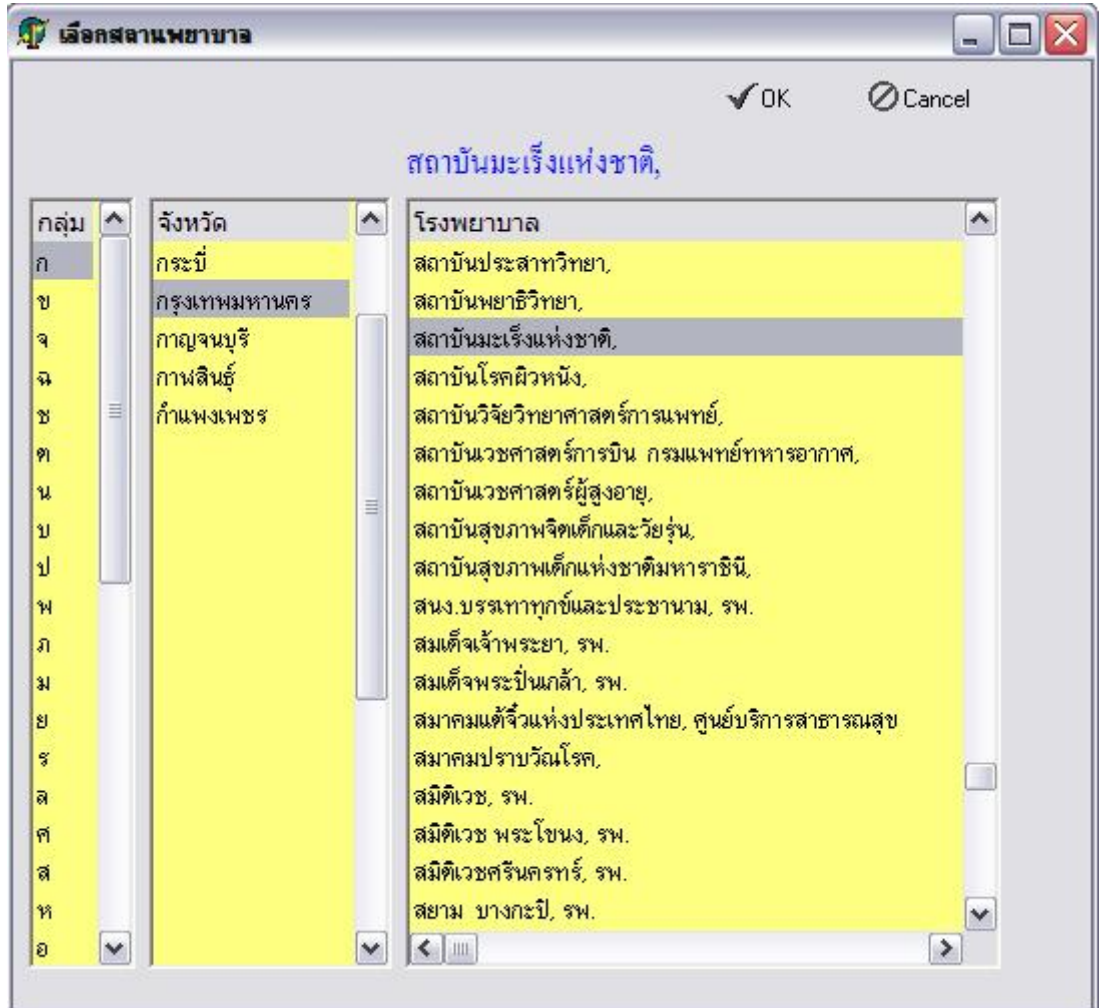 เลือกสถานพยาบาล
OK
Cancel
สถาบันมะเร็งแห่งชาติ,
กลุ่ม
ก
ข
จ
ฉ
ช
ต
น
บ
ป
พ
ภ
ม
ย
ร
ล
ศ
ส
ห
อ
จังหวัด
กระบี่
กรุงเทพมหานคร
กาญจนบุรี
กาฬสินธุ์
กำแพงเพชร
โรงพยาบาล
สถาบันประสาทวิทยา,
สถาบันพยาธิวิทยา,
สถาบันมะเร็งแห่งชาติ,
สถาบันโรคผิวหนัง,
สถาบันวิจัยวิทยาศาสตร์การแพทย์,
สถาบันเวชศาสตร์การบิน กรมแพทย์ทหารอากาศ,
สถาบันเวชศาสตร์ผู้สูงอายุ,
สถาบันสุขภาพจิตเด็กและวัยรุ่น,
สถาบันสุขภาพเด็กแห่งชาติมหาราชินี,
สนง.บรรเทาทุกข์และประชานาม, รพ.
สมเด็จเจ้าพระยา, รพ.
สมเด็จพระปิ่นเกล้า, รพ.
สมาคมแต้จิ๋วแห่งประเทศไทย, ศูนย์บริการสาธารณสุข
สมาคมปราบวัณโรค,
สมิติเวช, รพ.
สมิติเวช พระโขนง, รพ.
สมิติเวชศรีนครทร์, รพ.
สยาม บางกะปิ, รพ.